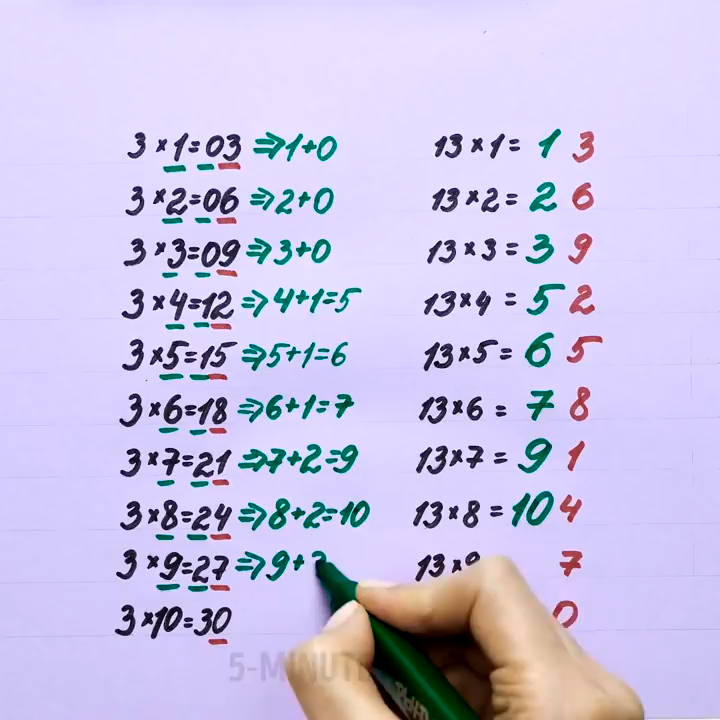 3×1=03 ⇒1+0 13×1= 1 3
3×2=06 ⇒2+0 13×2= 2 6
3×3=09 ⇒3+0 13×3= 3 9
3×4=12 ⇒4+1=5 13×4= 5 2
3×5=15 ⇒5+1=6 13×5= 6 5
3×6=18 ⇒6+1=7 13×6= 7 8
3×7=21 ⇒7+2=9 13×7= 9 1
3×8=24 ⇒8+2=10 13×8= 10 4
3×9=27 ⇒9+ 13×9 7
3×10=30 0
5-MINUTE